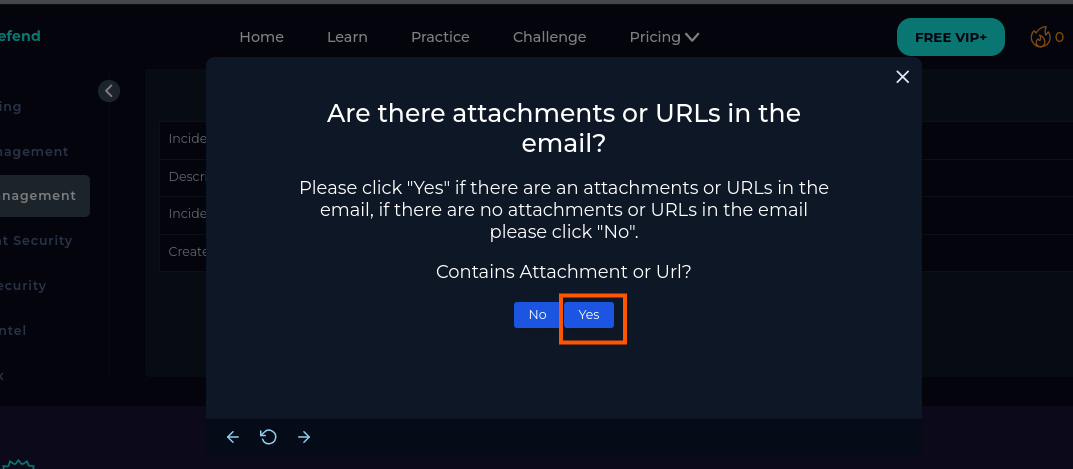 efend
Home
Learn
Practice
Challenge
Pricing
FREE VIP+
0
ing
nagement
nagement
t Security
ecurity
ntel
x
Incide
Descri
Incide
Create
Are there attachments or URLs in the
email?
Please click "Yes" if there are an attachments or URLs in the
email, if there are no attachments or URLs in the email
please click "No".
Contains Attachment or Url?
No
Yes